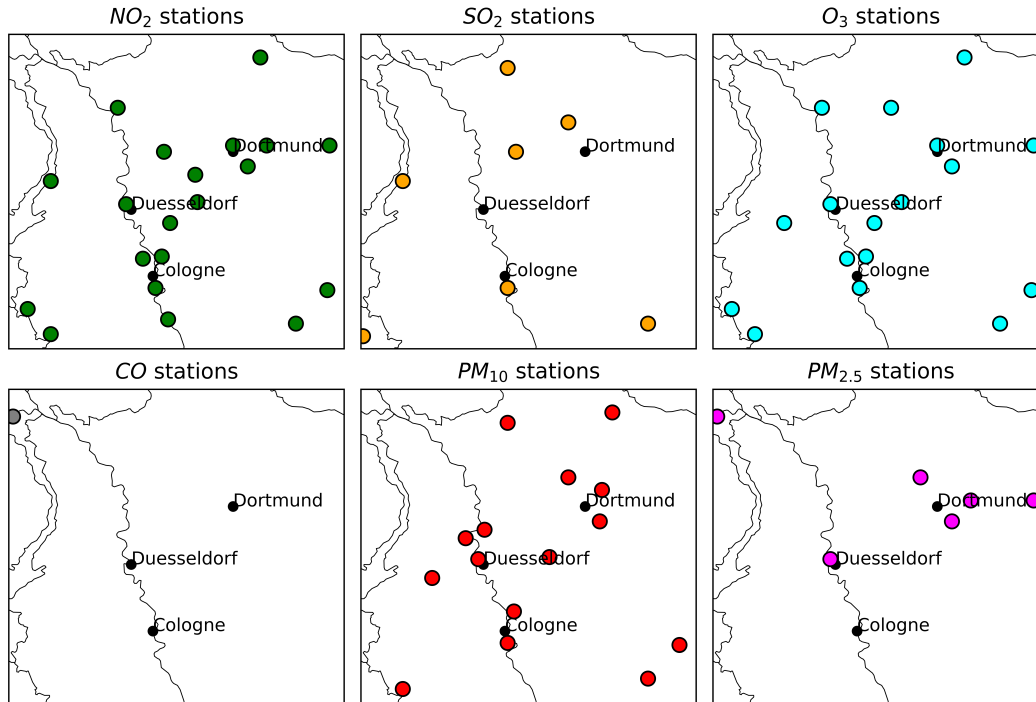 NO₂ stations
SO₂ stations
O₃ stations
Dortmund
Duesseldorf
Cologne
Dortmund
Duesseldorf
Cologne
Dortmund
Duesseldorf
Cologne
CO stations
PM₁₀ stations
PM₂.₅ stations
Dortmund
Duesseldorf
Cologne
Dortmund
Duesseldorf
Cologne
Dortmund
Duesseldorf
Cologne